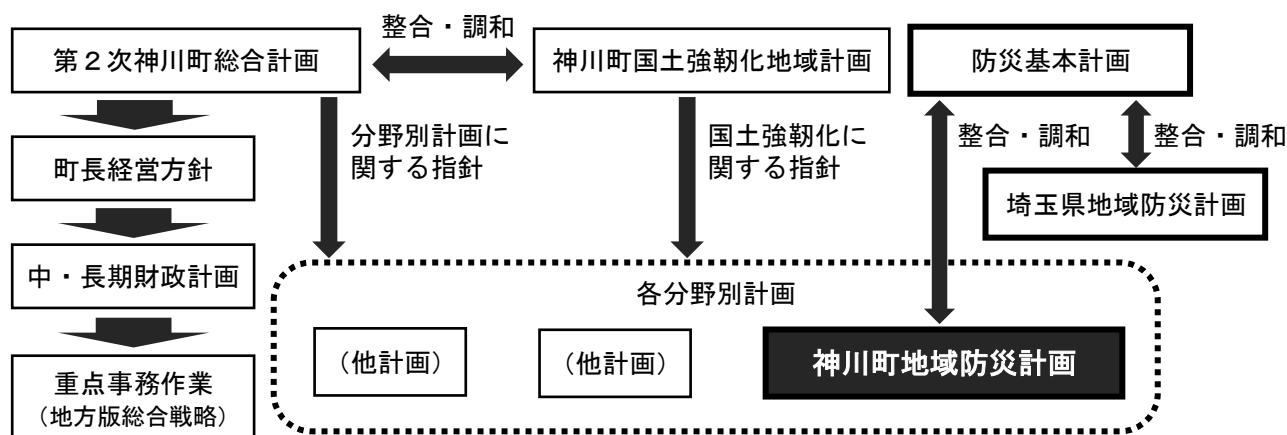 整合・調和
第２次神川町総合計画
神川町国土強靭化地域計画
防災基本計画
分野別計画に
関する指針
国土強靭化に
関する指針
整合・調和
整合・調和
町長経営方針
埼玉県地域防災計画
中・長期財政計画
各分野別計画
（他計画）
（他計画）
神川町地域防災計画
重点事務作業
（地方版総合戦略）